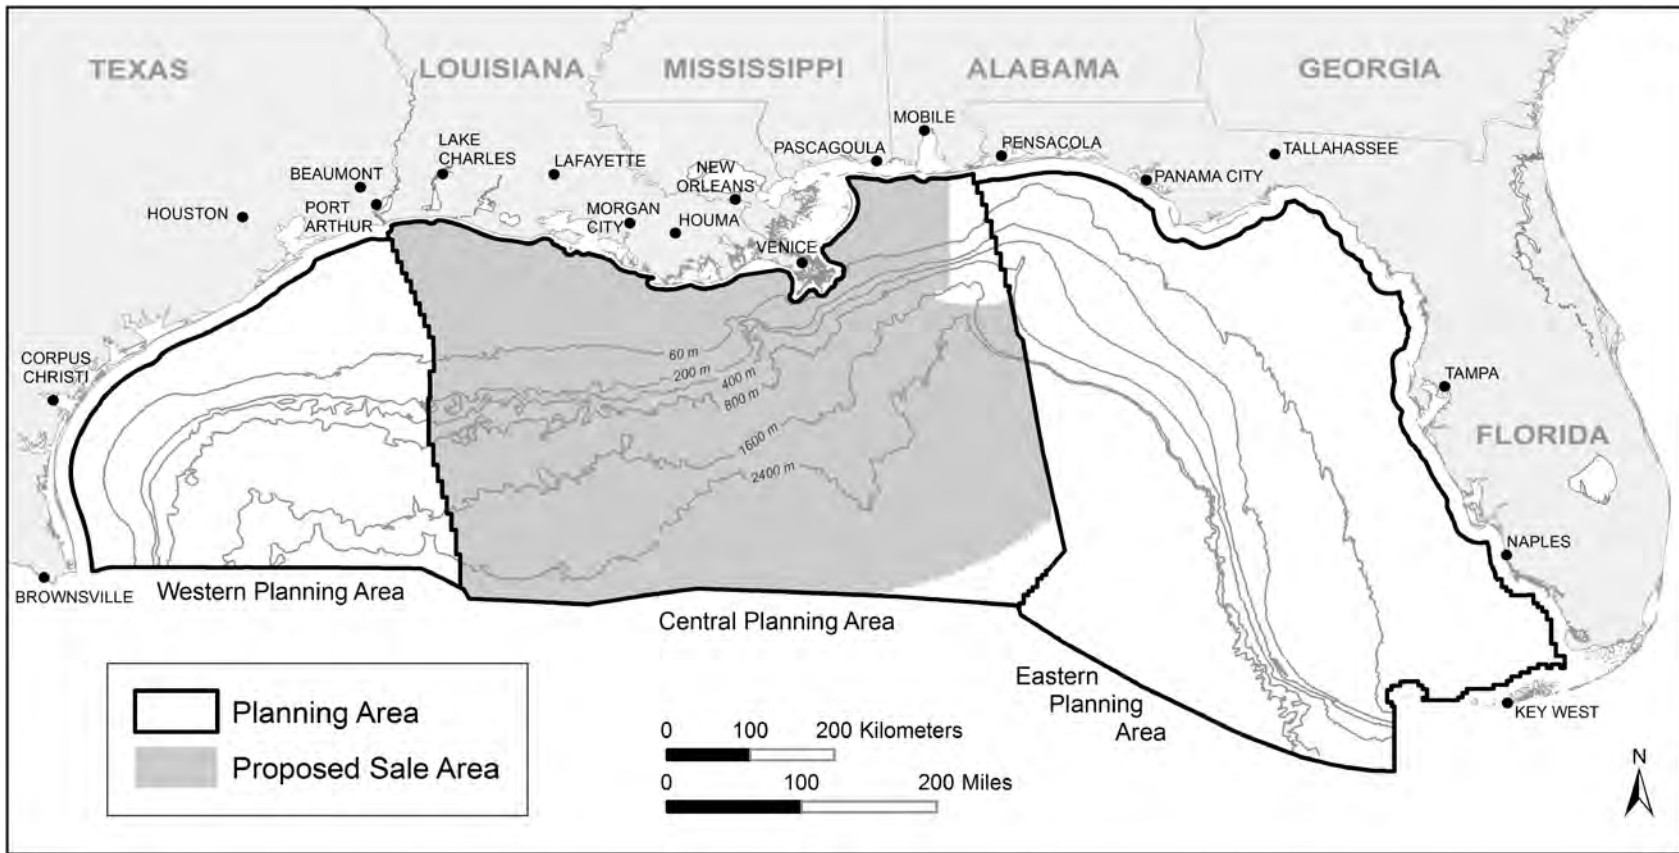 TEXAS
LOUISIANA
MISSISSIPPI
ALABAMA
GEORGIA
MOBILE
PENSACOLA
TALLAHASSEE
PASCAGOULA
LAKE
CHARLES
LAFAYETTE
NEW
ORLEANS
PANAMA CITY
BEAUMONT
HOUSTON
PORT
ARTHUR
MORGAN
CITY
HOUMA
VENICE
CORPUS
CHRISTI
60 m
200 m
400 m
800 m
1600 m
2400 m
TAMPA
FLORIDA
NAPLES
BROWNSVILLE
Western Planning Area
Central Planning Area
Eastern
Planning
Area
KEY WEST
Planning Area
Proposed Sale Area
0 100 200 Kilometers
0 100 200 Miles
N